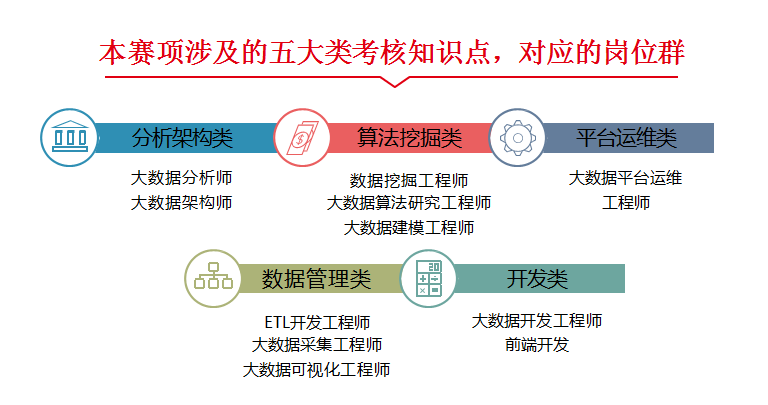 本赛项涉及的五大类考核知识点，对应的岗位群
分析架构类
算法挖掘类
平台运维类
大数据分析师
大数据架构师
数据挖掘工程师
大数据算法研究工程师
大数据建模工程师
大数据平台运维
工程师
数据管理类
开发类
ETL开发工程师
大数据采集工程师
大数据可视化工程师
大数据开发工程师
前端开发
20